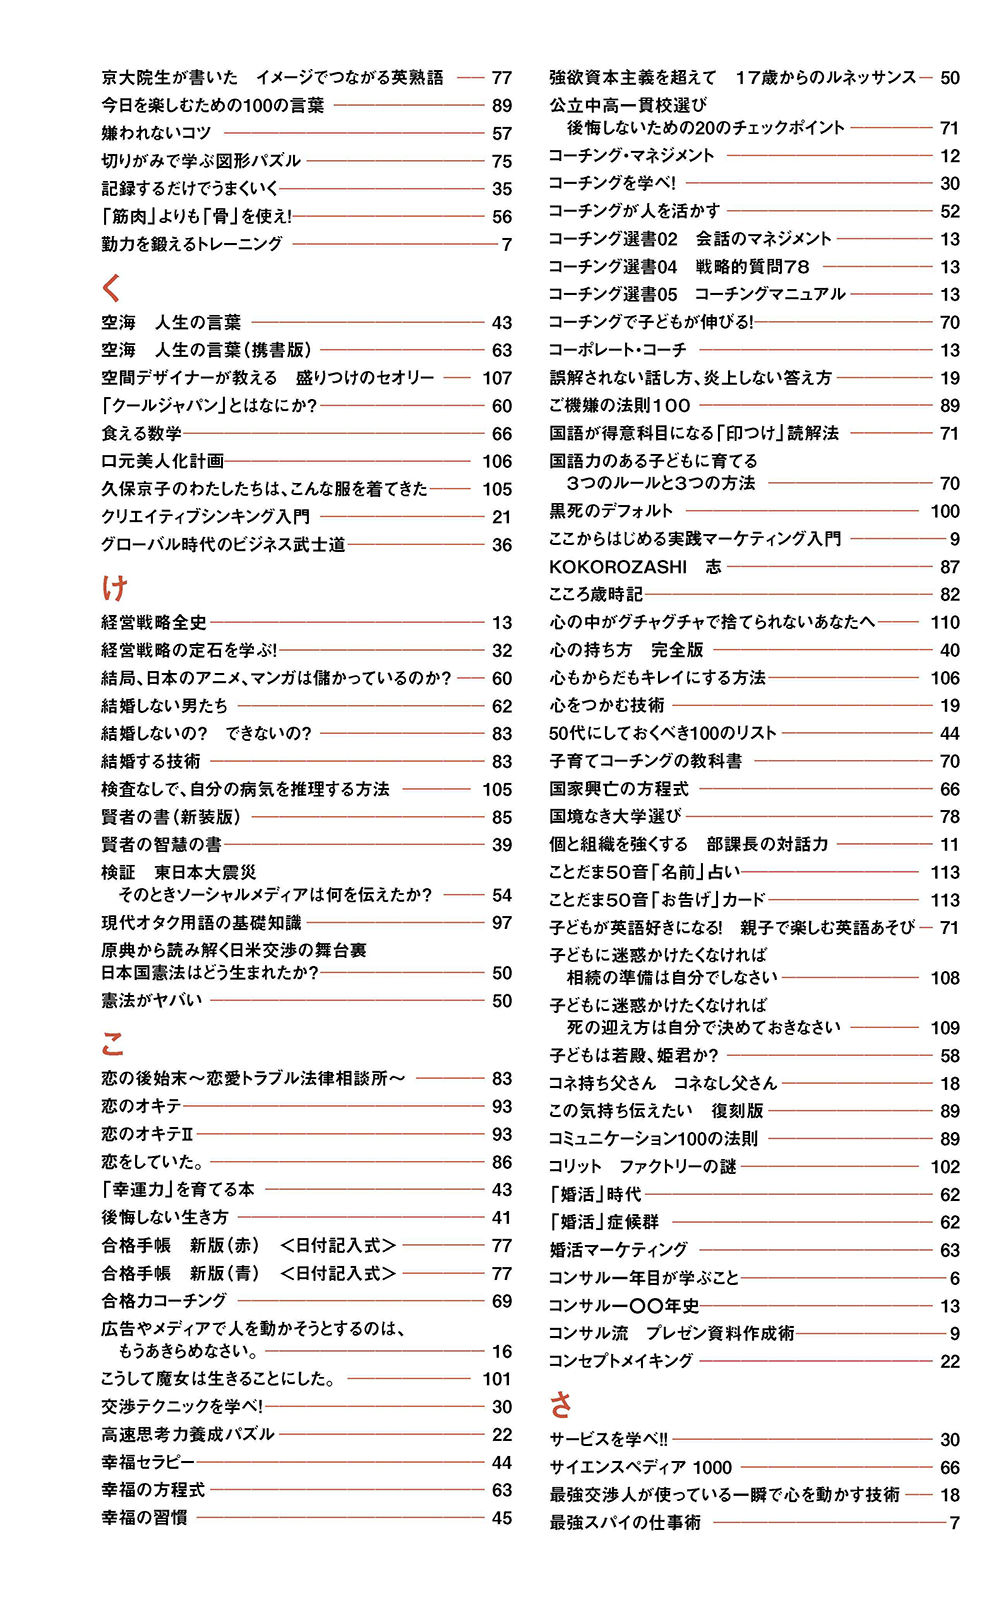 京大院生が書いた　イメージでつながる英熟語 77
今日を楽しむための100の言葉 89
嫌われないコツ 57
切りがみで学ぶ図形パズル 75
記録するだけでうまくいく 35
「筋肉」よりも「骨」を使え! 56
勤力を鍛えるトレーニング 7
く
空海　人生の言葉 43
空海　人生の言葉（携書版） 63
空間デザイナーが教える　盛りつけのセオリー 107
「クールジャパン」とはなにか? 60
食える数学 66
口元美人化計画 106
久保京子のわたしたちは、こんな服を着てきた 105
クリエイティブシンキング入門 21
グローバル時代のビジネス武士道 36
け
経営戦略全史 13
経営戦略の定石を学ぶ! 32
結局、日本のアニメ、マンガは儲かっているのか? 60
結婚しない男たち 62
結婚しないの?　できないの? 83
結婚する技術 83
検査なしで、自分の病気を推理する方法 105
賢者の書（新装版） 85
賢者の智慧の書 39
検証　東日本大震災
そのときソーシャルメディアは何を伝えたか? 54
現代オタク用語の基礎知識 97
原典から読み解く日米交渉の舞台裏
日本国憲法はどう生まれたか? 50
憲法がヤバい 50
こ
恋の後始末〜恋愛トラブル法律相談所〜 83
恋のオキテ 93
恋のオキテⅡ 93
恋をしていた。 86
「幸運力」を育てる本 43
後悔しない生き方 41
合格手帳　新版（赤）　＜日付記入式＞ 77
合格手帳　新版（青）　＜日付記入式＞ 77
合格力コーチング 69
広告やメディアで人を動かそうとするのは、
もうあきらめなさい。 16
こうして魔女は生きることにした。 101
交渉テクニックを学べ! 30
高速思考力養成パズル 22
幸福セラピー 44
幸福の方程式 63
幸福の習慣 45
強欲資本主義を超えて　17歳からのルネッサンス 50
公立中高一貫校選び
後悔しないための20のチェックポイント 71
コーチング・マネジメント 12
コーチングを学べ! 30
コーチングが人を活かす 52
コーチング選書02　会話のマネジメント 13
コーチング選書04　戦略的質問78 13
コーチング選書05　コーチングマニュアル 13
コーチングで子どもが伸びる! 70
コーポレート・コーチ 13
誤解されない話し方、炎上しない答え方 19
ご機嫌の法則100 89
国語が得意科目になる「印つけ」読解法 71
国語力のある子どもに育てる
3つのルールと3つの方法 70
黒死のデフォルト 100
ここからはじめる実践マーケティング入門 9
KOKOROZASHI　志 87
こころ歳時記 82
心の中がグチャグチャで捨てられないあなたへ 110
心の持ち方　完全版 40
心もからだもキレイにする方法 106
心をつかむ技術 19
50代にしておくべき100のリスト 44
子育てコーチングの教科書 70
国家興亡の方程式 66
国境なき大学選び 78
個と組織を強くする　部課長の対話力 11
ことだま50音「名前」占い 113
ことだま50音「お告げ」カード 113
子どもが英語好きになる!　親子で楽しむ英語あそび 71
子どもに迷惑かけたくなければ
相続の準備は自分でしなさい 108
子どもに迷惑かけたくなければ
死の迎え方は自分で決めておきなさい 109
子どもは若殿、姫君か? 58
コネ持ち父さん　コネなし父さん 18
この気持ち伝えたい　復刻版 89
コミュニケーション100の法則 89
コリット　ファクトリーの謎 102
「婚活」時代 62
「婚活」症候群 62
婚活マーケティング 63
コンサル一年目が学ぶこと 6
コンサル一〇〇年史 13
コンサル流　プレゼン資料作成術 9
コンセプトメイキング 22
さ
サービスを学べ!! 30
サイエンスペディア 1000 66
最強交渉人が使っている一瞬で心を動かす技術 18
最強スパイの仕事術 7